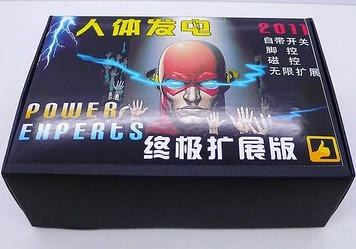 人体发电
2011
自带开关
脚控
磁控
无限扩展
POWER
EXPERTS
终极扩展版